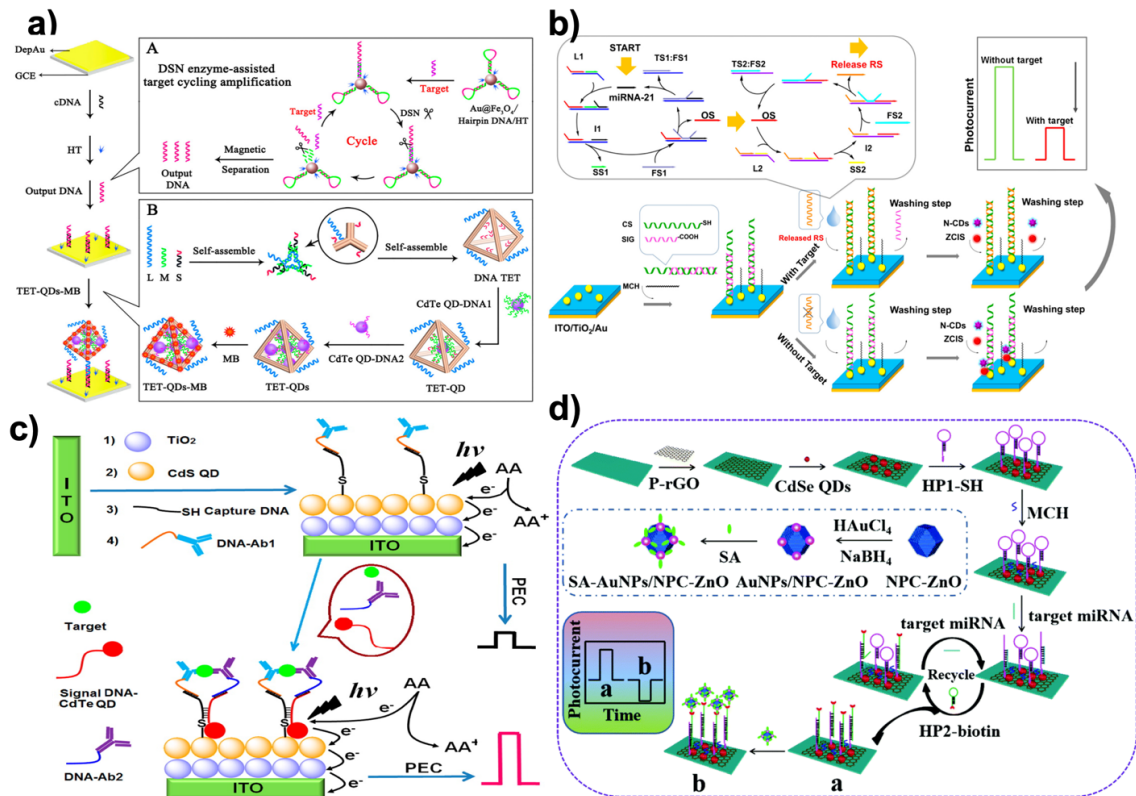 a)
DepAu
GCE
cDNA
HT
Output DNA
TET-QDs-MB
A
DSN enzyme-assisted
target cycling amplification
Target
Au@Fe3O4/
Hairpin DNA/HT
Target
DSN
Cycle
Magnetic
Separation
Output
DNA
B
L M S
Self-assemble
Self-assemble
DNA TET
CdTe QD-DNA1
TET-QD
CdTe QD-DNA2
TET-QDs
MB
TET-QDs-MB
b)
START
L1
TS1:FS1
miRNA-21
I1
SS1
FS1
OS
OS
TS2:FS2
Release RS
FS2
I2
L2
SS2
Photocurrent
Without target
With target
CS
SH
SIG
COOH
MCH
ITO/TiO2/Au
Released RS
With Target
Without Target
Washing step
N-CDs
ZCIS
Washing step
Washing step
N-CDs
ZCIS
Washing step
c)
ITO
1) TiO2
2) CdS QD
3) SH Capture DNA
4) DNA-Ab1
hν
AA
e-
e-
AA+
e-
ITO
PEC
Target
Signal DNA-
CdTe QD
DNA-Ab2
S
S
S
S
hν
AA
e-
AA+
e-
e-
e-
ITO
PEC
d)
P-rGO
CdSe QDs
HP1-SH
MCH
HAuCl4
NaBH4
SA
SA-AuNPs/NPC-ZnO
AuNPs/NPC-ZnO
NPC-ZnO
target miRNA
target miRNA
Recycle
HP2-biotin
Photocurrent
a
b
Time
b
a